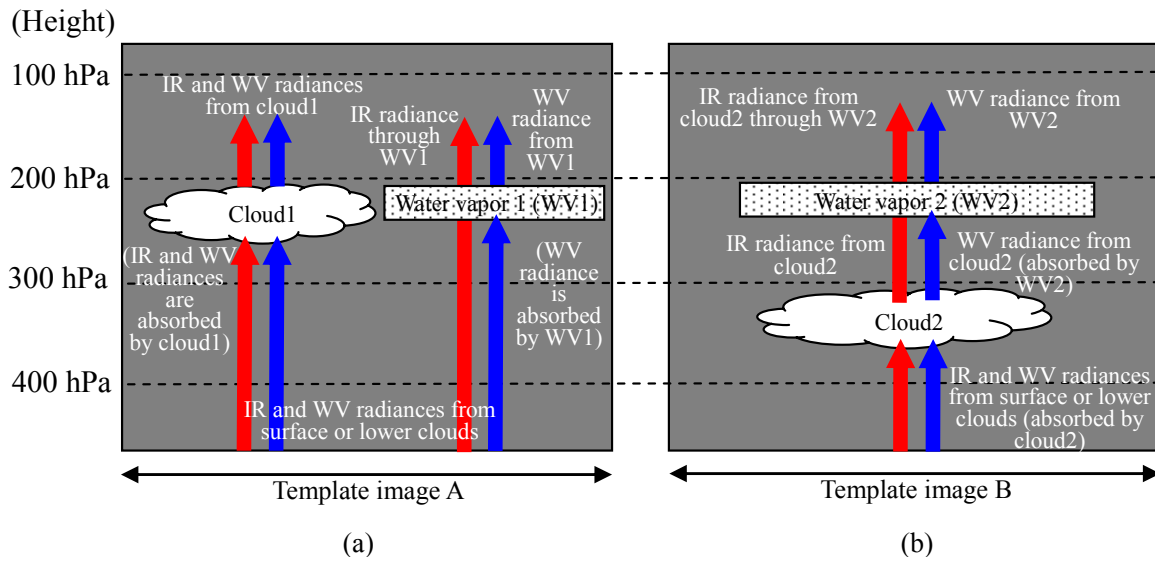 (Height)
100 hPa
200 hPa
300 hPa
400 hPa
IR and WV radiances
from cloud1
IR radiance
through
WV1
WV
radiance
from
WV1
Cloud1
Water vapor 1 (WV1)
(IR and WV
radiances
are
absorbed
by cloud1)
(WV
radiance
is
absorbed
by WV1)
IR and WV radiances from
surface or lower clouds
Template image A
(a)
IR radiance from
cloud2 through WV2
WV radiance from
WV2
Water vapor 2 (WV2)
IR radiance from
cloud2
WV radiance from
cloud2 (absorbed by
WV2)
Cloud2
IR and WV radiances
from surface or lower
clouds (absorbed by
cloud2)
Template image B
(b)